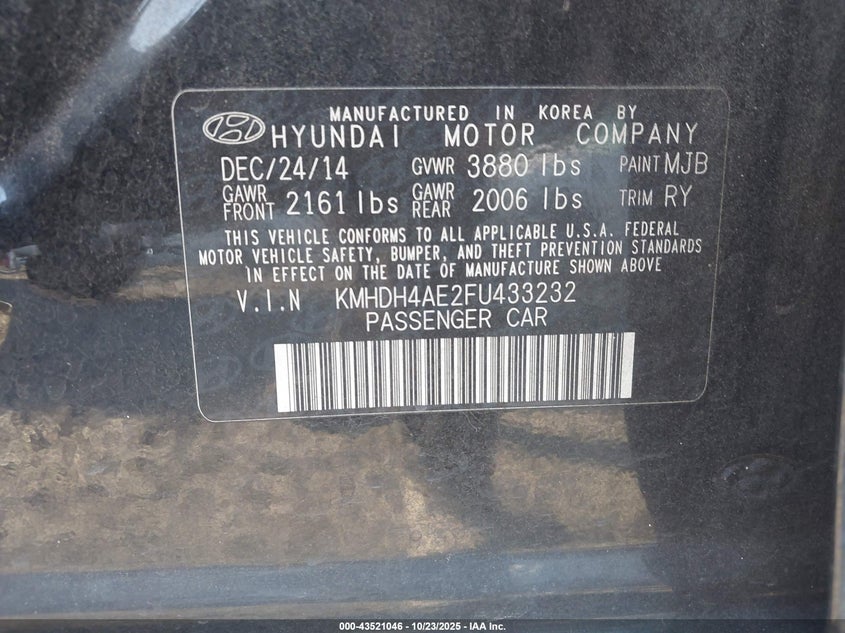 MANUFACTURED IN KOREA BY
HYUNDAI MOTOR COMPANY
DEC/24/14 GVWR 3880 lbs PAINT MJB
GAWR FRONT 2161 lbs GAWR REAR 2006 lbs TRIM RY
THIS VEHICLE CONFORMS TO ALL APPLICABLE U.S.A. FEDERAL
MOTOR VEHICLE SAFETY, BUMPER, AND THEFT PREVENTION STANDARDS
IN EFFECT ON THE DATE OF MANUFACTURE SHOWN ABOVE
V.I.N KMHDH4AE2FU433232
PASSENGER CAR
000-43521046 - 10/23/2025 - IAA Inc.